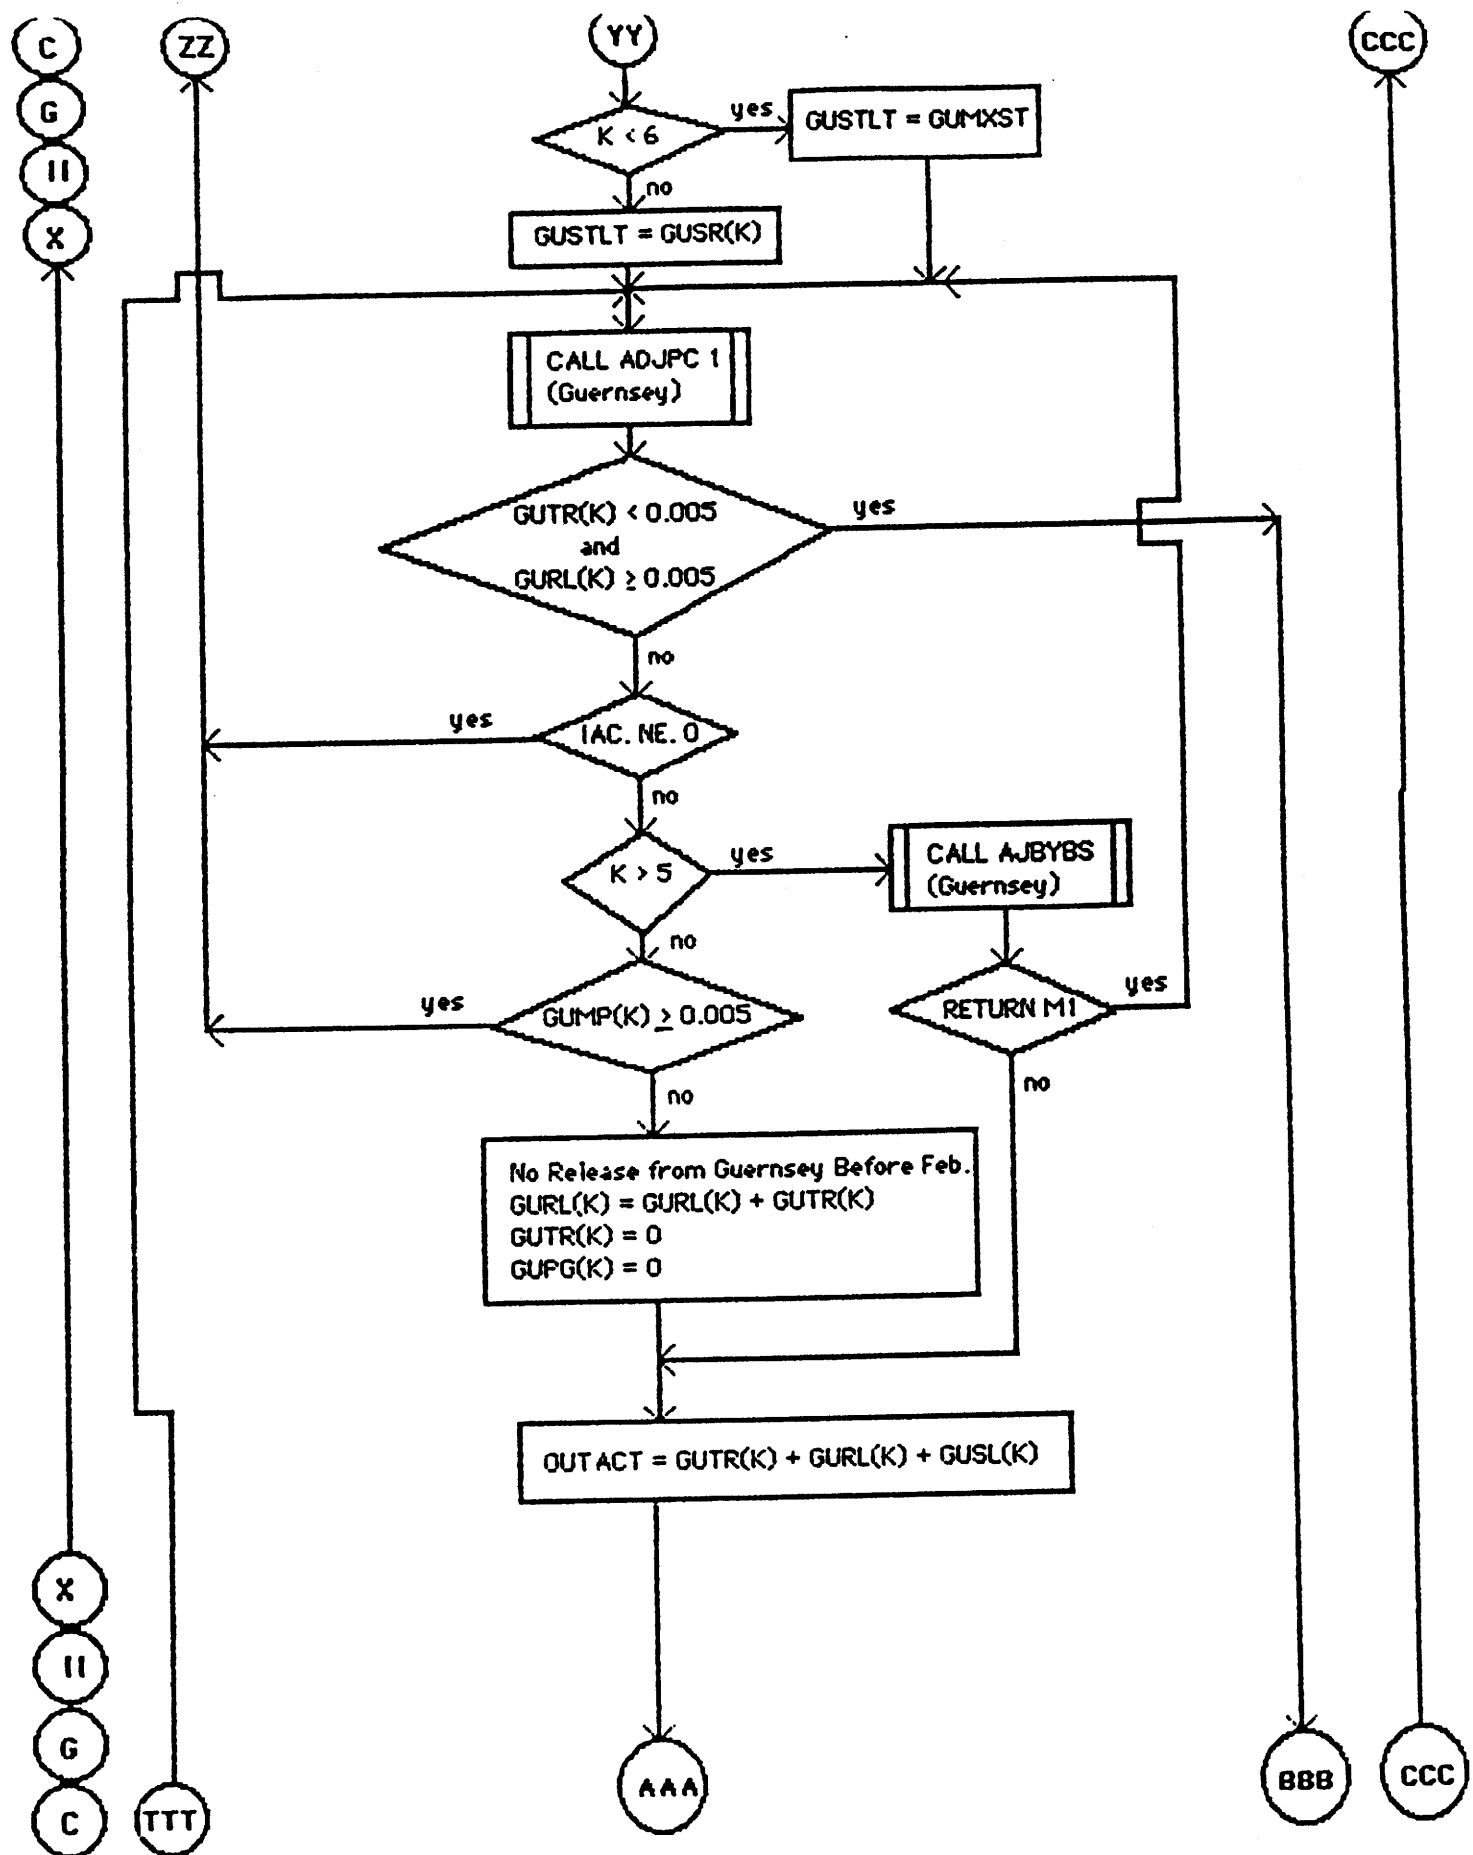 C
ZZ
YY
CCC
G
II
X
K < 6
yes
GUSTLT = GUMXST
no
GUSTLT = GUSR(K)
CALL ADJPC 1
(Guernsey)
GUTR(K) < 0.005
and
GURL(K) ≥ 0.005
yes
no
IAC. NE. 0
yes
no
K > 5
yes
CALL AJBYBS
(Guernsey)
no
GUMP(K) ≥ 0.005
yes
RETURN M1
yes
no
no
No Release from Guernsey Before Feb.
GURL(K) = GURL(K) + GUTR(K)
GUTR(K) = 0
GUPG(K) = 0
OUTACT = GUTR(K) + GURL(K) + GUSL(K)
X
II
G
C
TTT
AAA
BBB
CCC